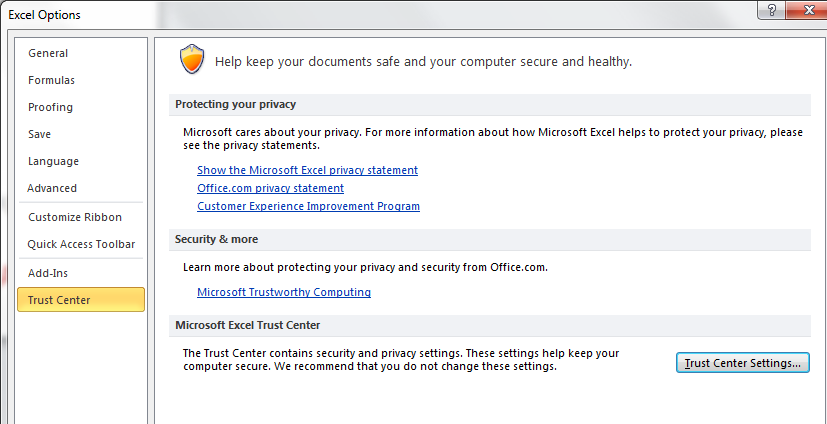 Excel Options
?
General
Formulas
Proofing
Save
Language
Advanced
Customize Ribbon
Quick Access Toolbar
Add-Ins
Trust Center
Help keep your documents safe and your computer secure and healthy.
Protecting your privacy
Microsoft cares about your privacy. For more information about how Microsoft Excel helps to protect your privacy, please
see the privacy statements.
Show the Microsoft Excel privacy statement
Office.com privacy statement
Customer Experience Improvement Program
Security & more
Learn more about protecting your privacy and security from Office.com.
Microsoft Trustworthy Computing
Microsoft Excel Trust Center
The Trust Center contains security and privacy settings. These settings help keep your
computer secure. We recommend that you do not change these settings.
Trust Center Settings...